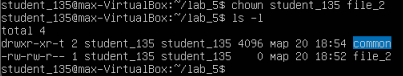 student_135@max-VirtualBox:~/lab_5$ chown student_135 file_2
student_135@max-VirtualBox:~/lab_5$ ls -l
total 4
drwxr-xr-t 2 student_135 student_135 4096 мар 20 18:54 common
-rw-rw-r-- 1 student_135 student_135    0 мар 20 18:52 file_2
student_135@max-VirtualBox:~/lab_5$